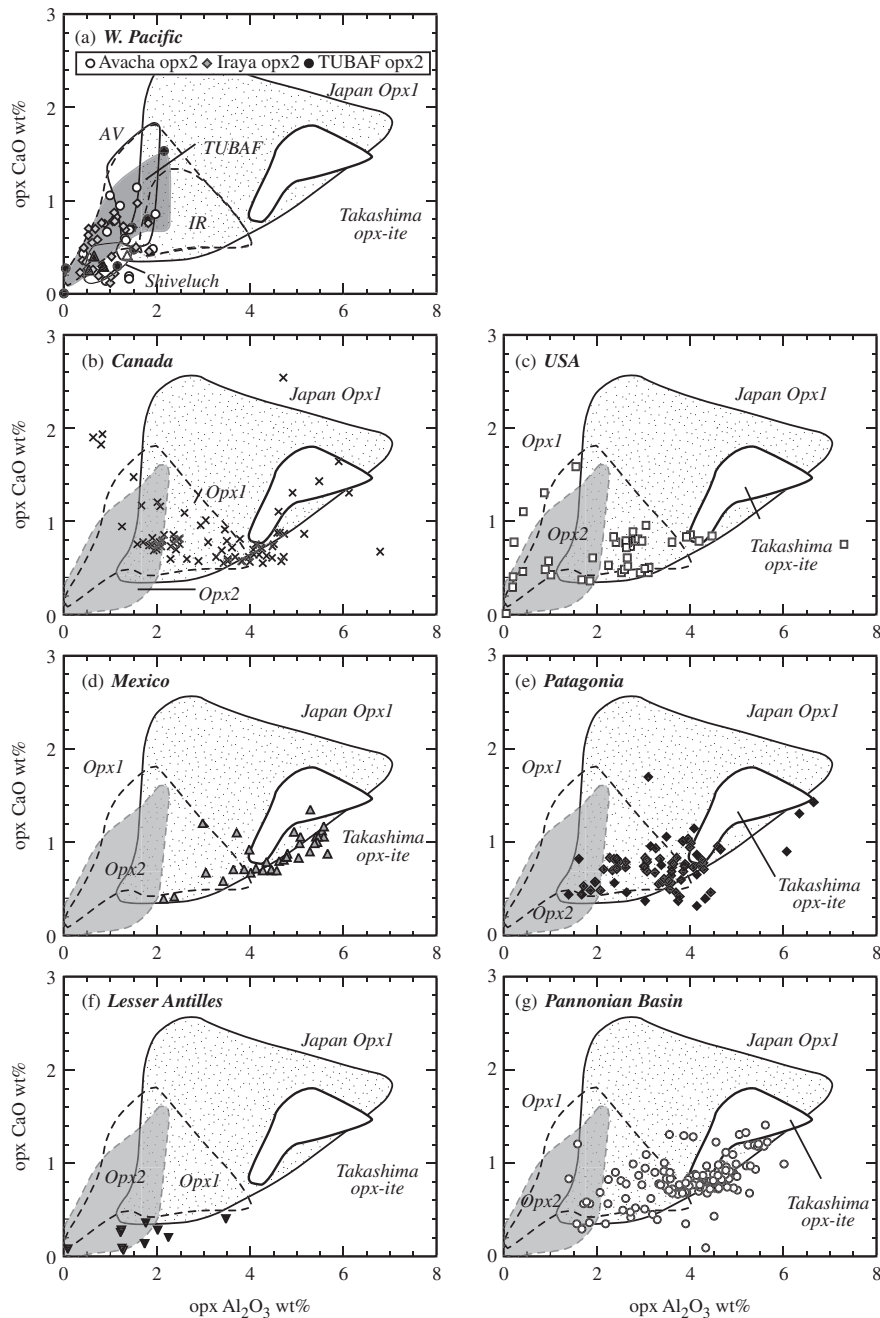 3
(a) W. Pacific
Avacha opx2 Iraya opx2 TUBAF opx2
Japan Opx1
2
AV
TUBAF
opx CaO wt%
1
IR
Takashima
opx-ite
Shiveluch
0
0 2 4 6 8
3
(b) Canada
Japan Opx1
2
Opx1
opx CaO wt%
1
Opx2
0
0 2 4 6 8
(c) USA
Japan Opx1
Opx1
Opx2
Takashima
opx-ite
0 2 4 6 8
3
(d) Mexico
Japan Opx1
2
Opx1
opx CaO wt%
1
Takashima
opx-ite
Opx2
0
0 2 4 6 8
3
(e) Patagonia
Japan Opx1
2
Opx1
1
Takashima
opx-ite
Opx2
0
0 2 4 6 8
3
(f) Lesser Antilles
Japan Opx1
2
opx CaO wt%
1
Opx2 Opx1
Takashima
opx-ite
0
0 2 4 6 8
opx Al2O3 wt%
3
(g) Pannonian Basin
Japan Opx1
2
Opx1
1
Opx2
Takashima
opx-ite
0
0 2 4 6 8
opx Al2O3 wt%